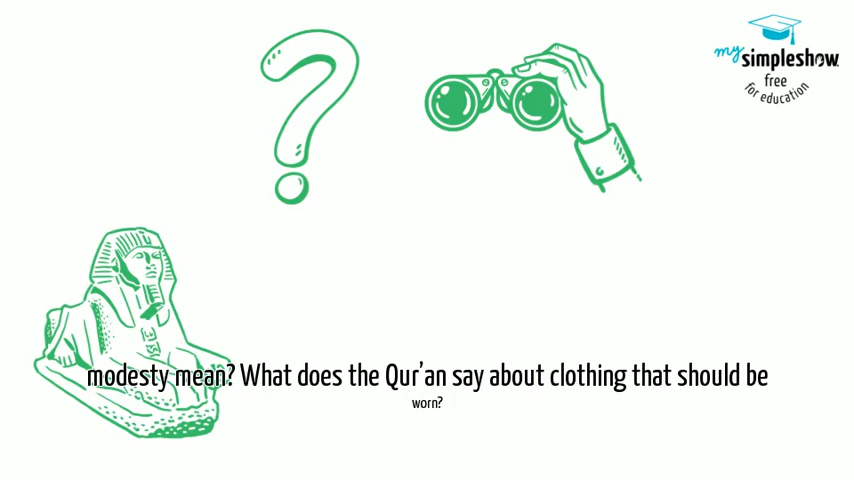 my
simpleshow
free
for education
modesty mean? What does the Qur’an say about clothing that should be
worn?